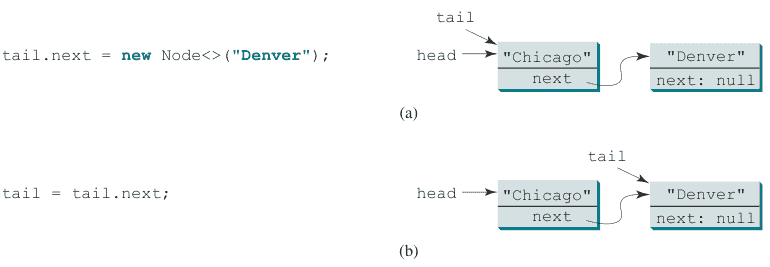 tail
tail.next = new Node<>("Denver");
head
"Chicago"
"Denver"
next
next: null
(a)
tail
tail = tail.next;
head
"Chicago"
"Denver"
next
next: null
(b)